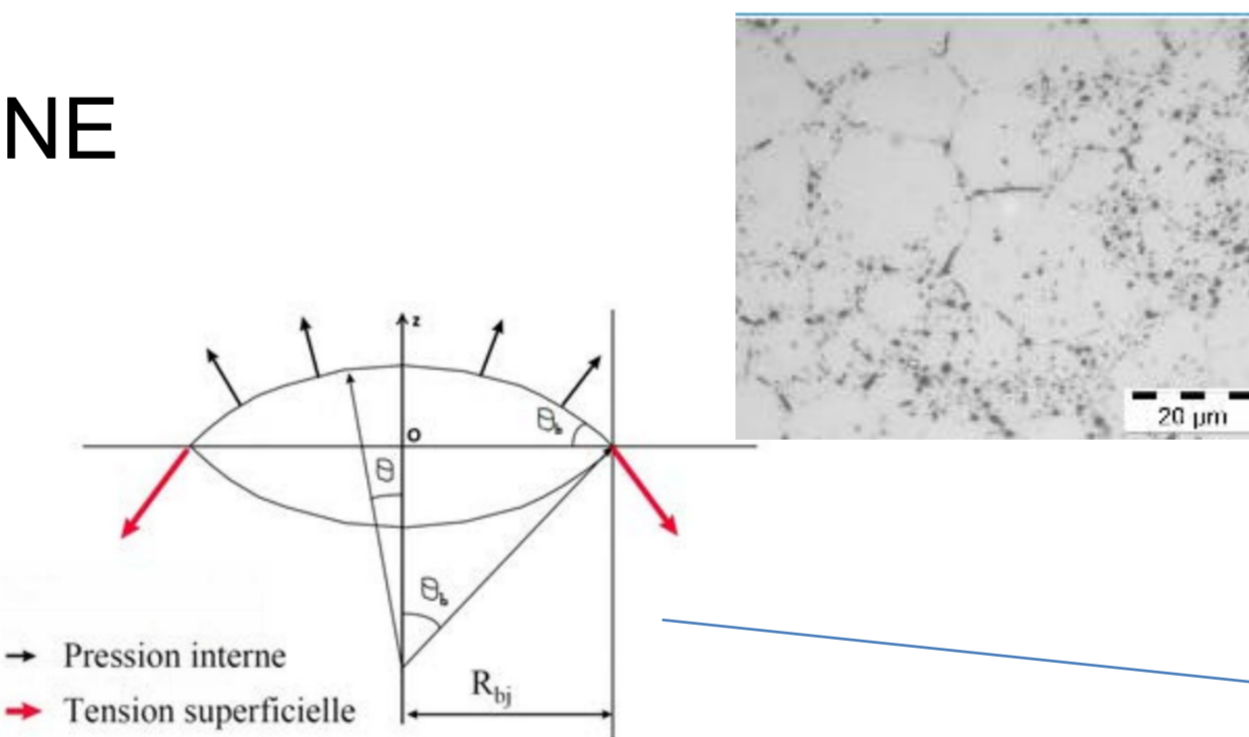 NE
20 µm
z
O
θb
θ
θb
Rbj
Pression interne
Tension superficielle